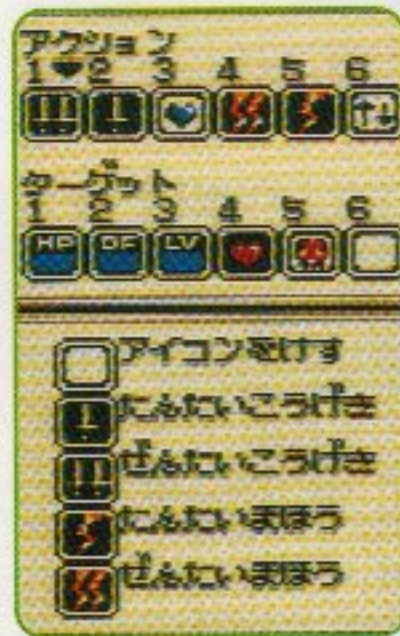 アクション
1 2 3 4 5 6
ターゲット
1 2 3 4 5 6
HP DF LV
アイコンをけす
たんたいこうげき
ぜんたいこうげき
たんたいまほう
ぜんたいまほう